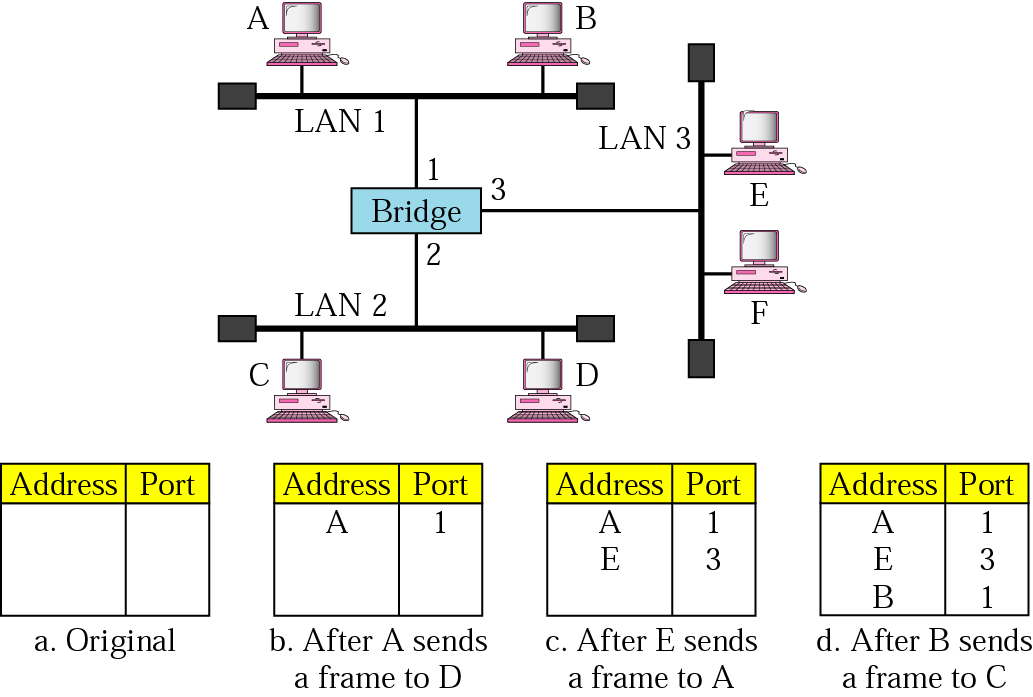 A
B
LAN 1
LAN 3
1
3
Bridge
E
2
LAN 2
F
C
D
Address Port
Address Port
A 1
Address Port
A 1
E 3
Address Port
A 1
E 3
B 1
a. Original
b. After A sends
a frame to D
c. After E sends
a frame to A
d. After B sends
a frame to C